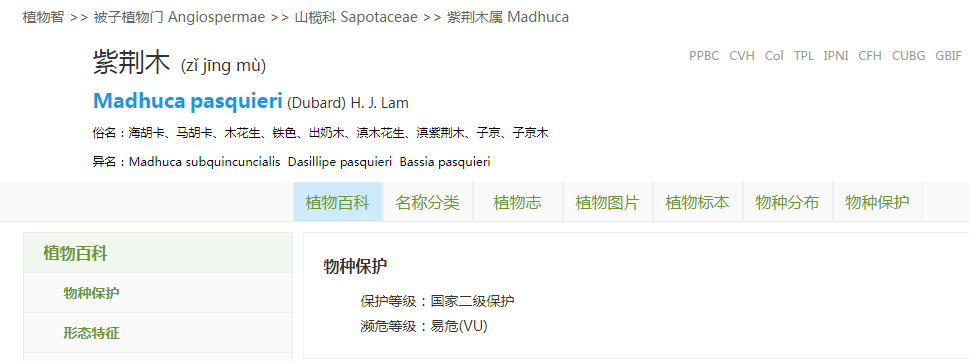 植物智 >> 被子植物门 Angiospermae >> 山榄科 Sapotaceae >> 紫荆木属 Madhuca
紫荆木 (zǐ jīng mù)
PPBC CVH Col TPL IPNI CFH CUBG GBIF
Madhuca pasquieri (Dubard) H. J. Lam
俗名：海胡卡、马胡卡、木花生、铁色、出奶木、滇木花生、滇紫荆木、子京、子京木
异名：Madhuca subquincuncialis Dasillipe pasquieri Bassia pasquieri
植物百科 名称分类 植物志 植物图片 植物标本 物种分布 物种保护
植物百科
物种保护
形态特征
物种保护
保护等级：国家二级保护
濒危等级：易危(VU)